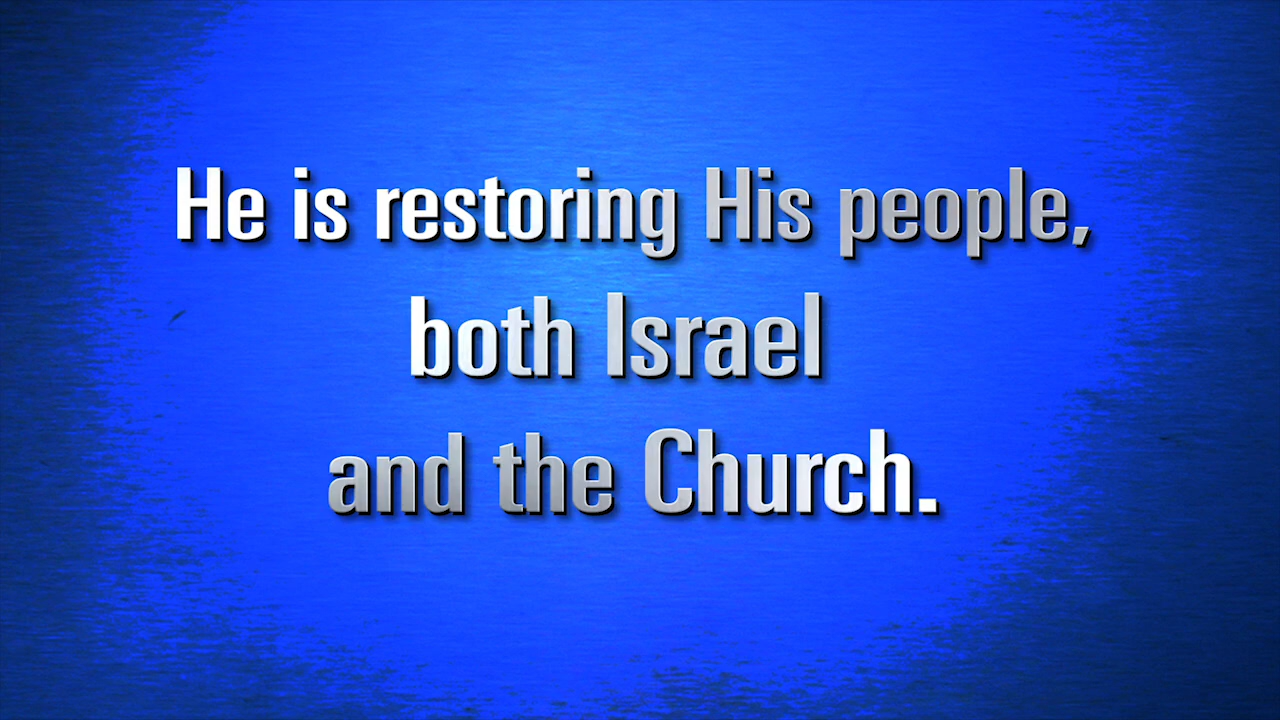 He is restoring His people,
both Israel
and the Church.